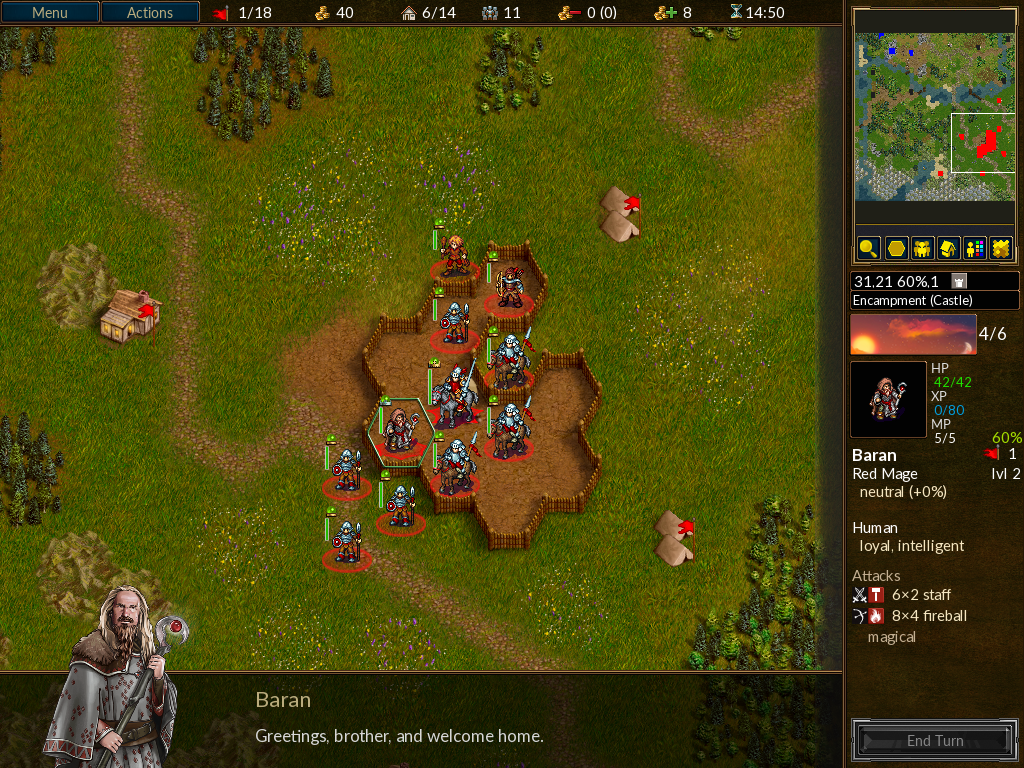 Menu Actions 1/18 40 6/14 11 0 (0) 8 14:50
31,21 60%,1
Encampment (Castle)
4/6
HP
42/42
XP
0/80
MP
5/5 60%
Baran 1
Red Mage lvl 2
neutral (+0%)
Human
loyal, intelligent
Attacks
6×2 staff
8×4 fireball
magical
Baran
Greetings, brother, and welcome home.
End Turn